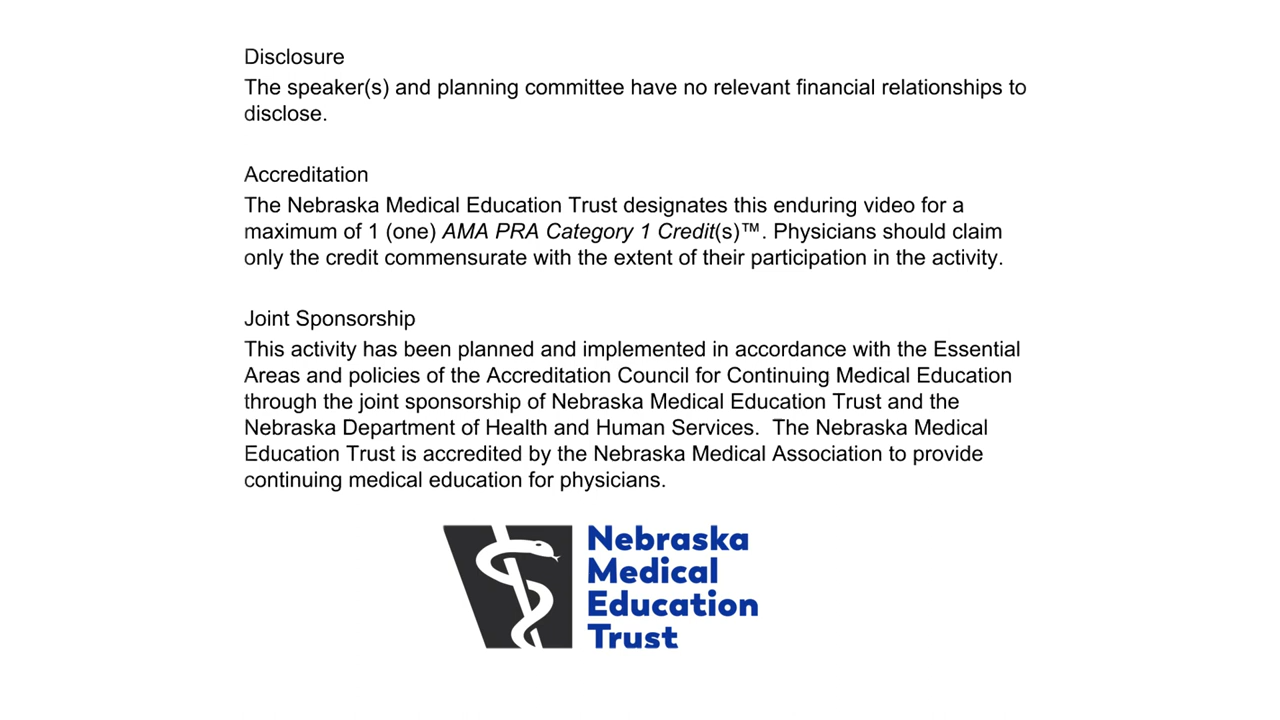 Disclosure
The speaker(s) and planning committee have no relevant financial relationships to
disclose.
Accreditation
The Nebraska Medical Education Trust designates this enduring video for a
maximum of 1 (one) AMA PRA Category 1 Credit(s)™. Physicians should claim
only the credit commensurate with the extent of their participation in the activity.
Joint Sponsorship
This activity has been planned and implemented in accordance with the Essential
Areas and policies of the Accreditation Council for Continuing Medical Education
through the joint sponsorship of Nebraska Medical Education Trust and the
Nebraska Department of Health and Human Services.  The Nebraska Medical
Education Trust is accredited by the Nebraska Medical Association to provide
continuing medical education for physicians.
Nebraska
Medical
Education
Trust